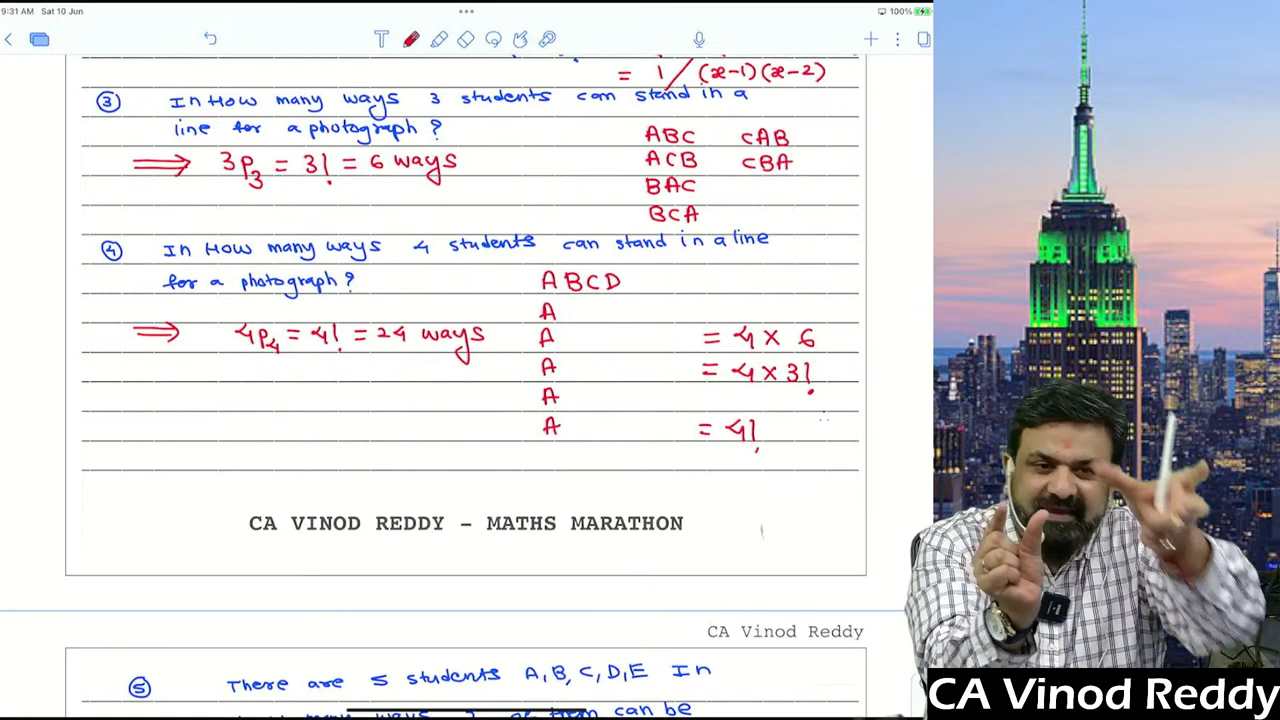 9:31 AM Sat 10 Jun
100%
T
= 1/(x-1)(x-2)
③ In How many ways 3 students can stand in a
line for a photograph?
⟹ 3P3 = 3! = 6 ways
ABC CAB
ACB CBA
BAC
BCA
④ In How many ways 4 students can stand in a line
for a photograph?
ABCD
A
⟹ 4P4 = 4! = 24 ways
A
= 4 × 6
A
= 4 × 3!
A
A
= 4!
CA VINOD REDDY - MATHS MARATHON
CA Vinod Reddy
⑤ There are 5 students A, B, C, D, E In
can be
CA Vinod Reddy